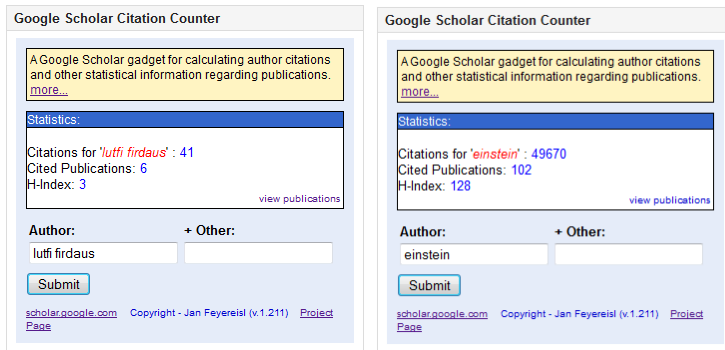 Google Scholar Citation Counter
A Google Scholar gadget for calculating author citations
and other statistical information regarding publications.
more...
Statistics:
Citations for 'lutfi firdaus' : 41
Cited Publications: 6
H-Index: 3
view publications
Author: + Other:
lutfi firdaus
Submit
scholar.google.com Copyright - Jan Feyereisl (v.1.211) Project
Page
Google Scholar Citation Counter
A Google Scholar gadget for calculating author citations
and other statistical information regarding publications.
more...
Statistics:
Citations for 'einstein' : 49670
Cited Publications: 102
H-Index: 128
view publications
Author: + Other:
einstein
Submit
scholar.google.com Copyright - Jan Feyereisl (v.1.211) Project
Page